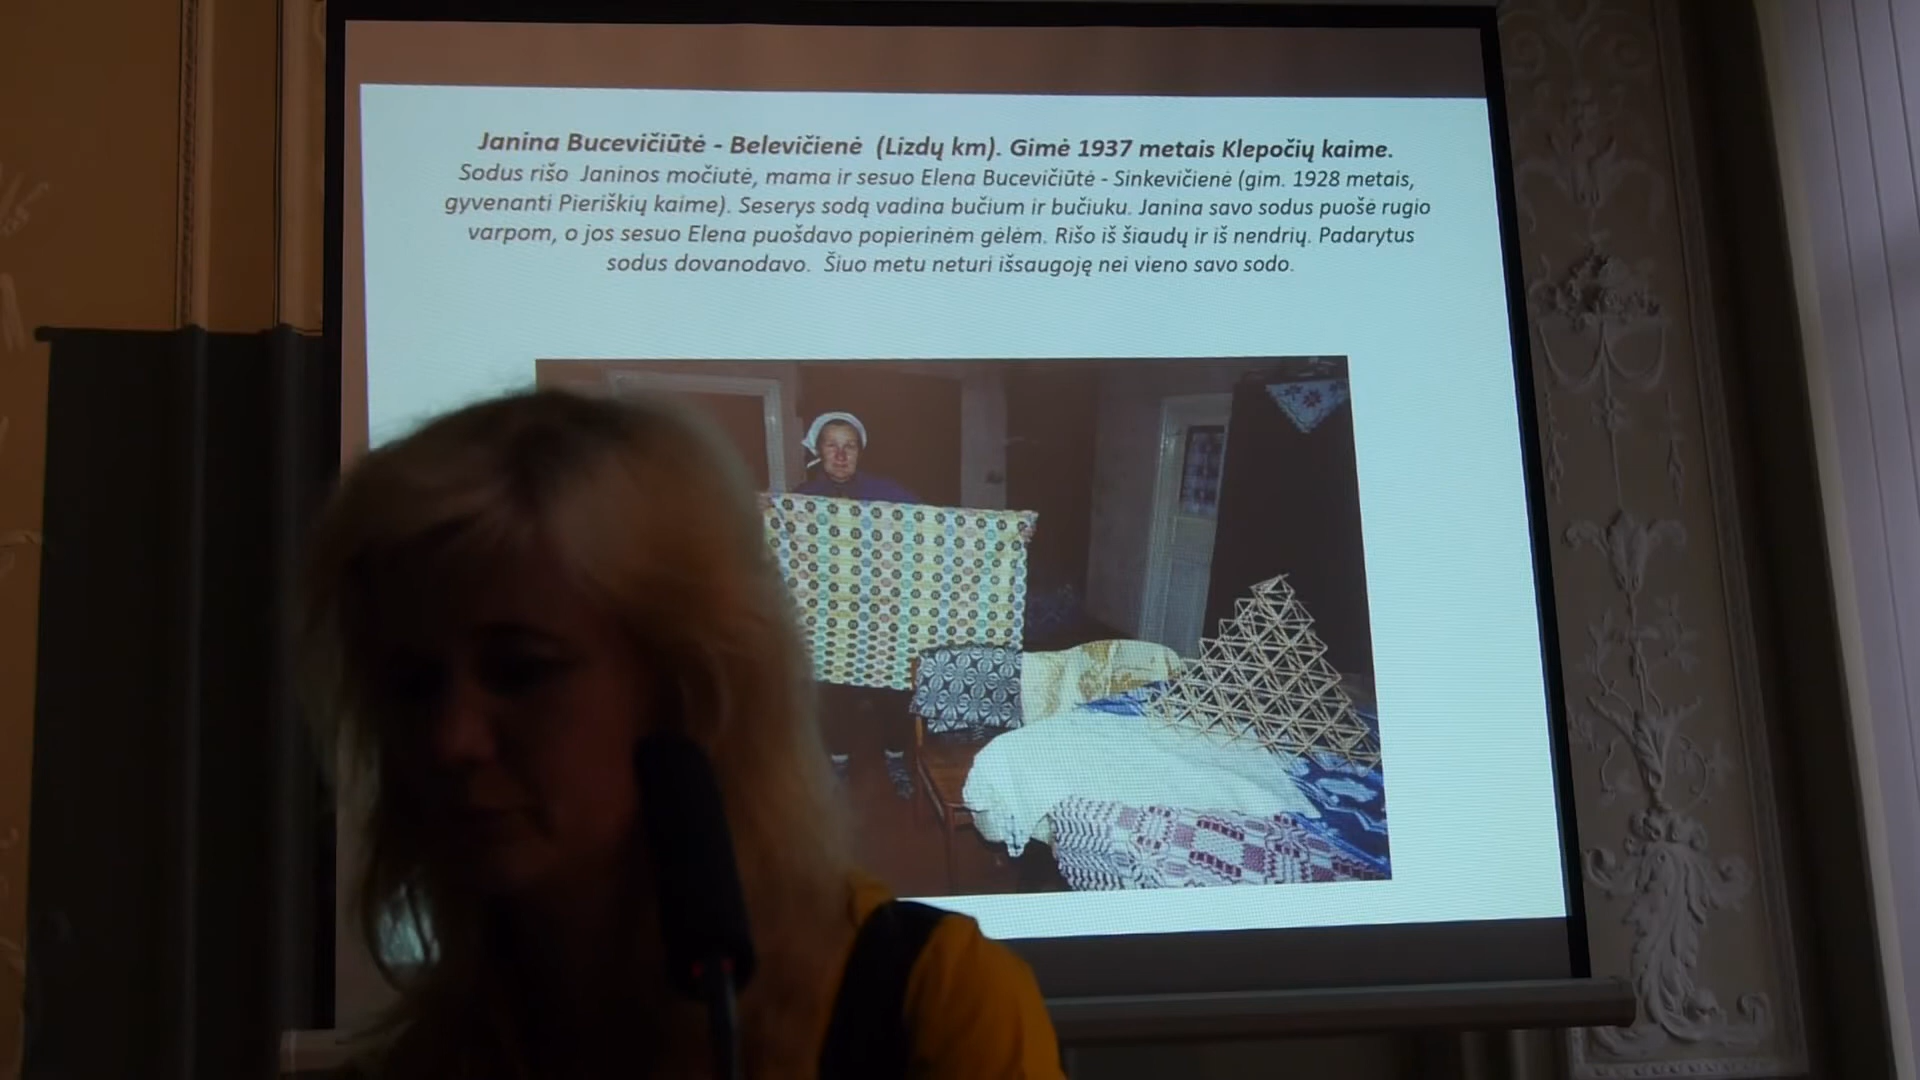 Janina Bucevičiūtė - Belevičienė (Lizdų km). Gimė 1937 metais Klepočių kaime.
Sodus rišo Janinos močiutė, mama ir sesuo Elena Bucevičiūtė - Sinkevičienė (gim. 1928 metais,
gyvenanti Pieriškių kaime). Seserys sodą vadina bučium ir bučiuku. Janina savo sodus puošė rugio
varpom, o jos sesuo Elena puošdavo popierinėm gėlėm. Rišo iš šiaudų ir iš nendrių. Padarytus
sodus dovanodavo. Šiuo metu neturi išsaugoję nei vieno savo sodo.